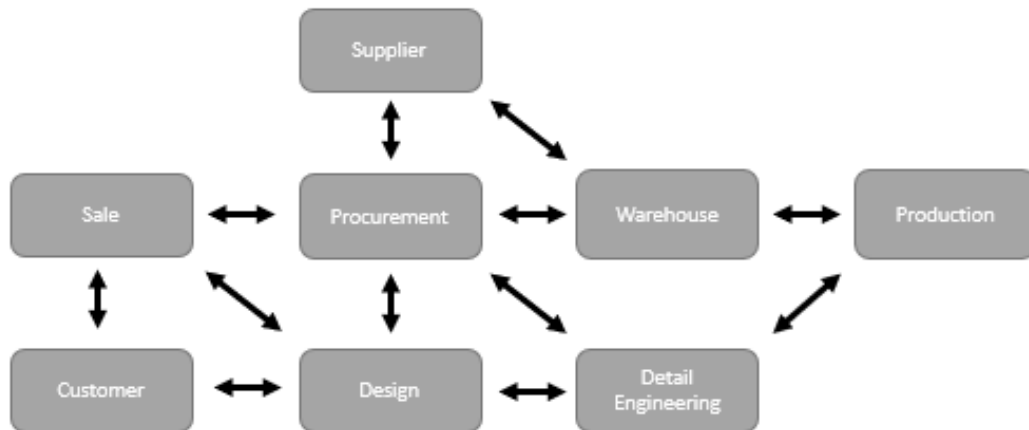 Supplier
Sale
Procurement
Warehouse
Production
Customer
Design
Detail
Engineering